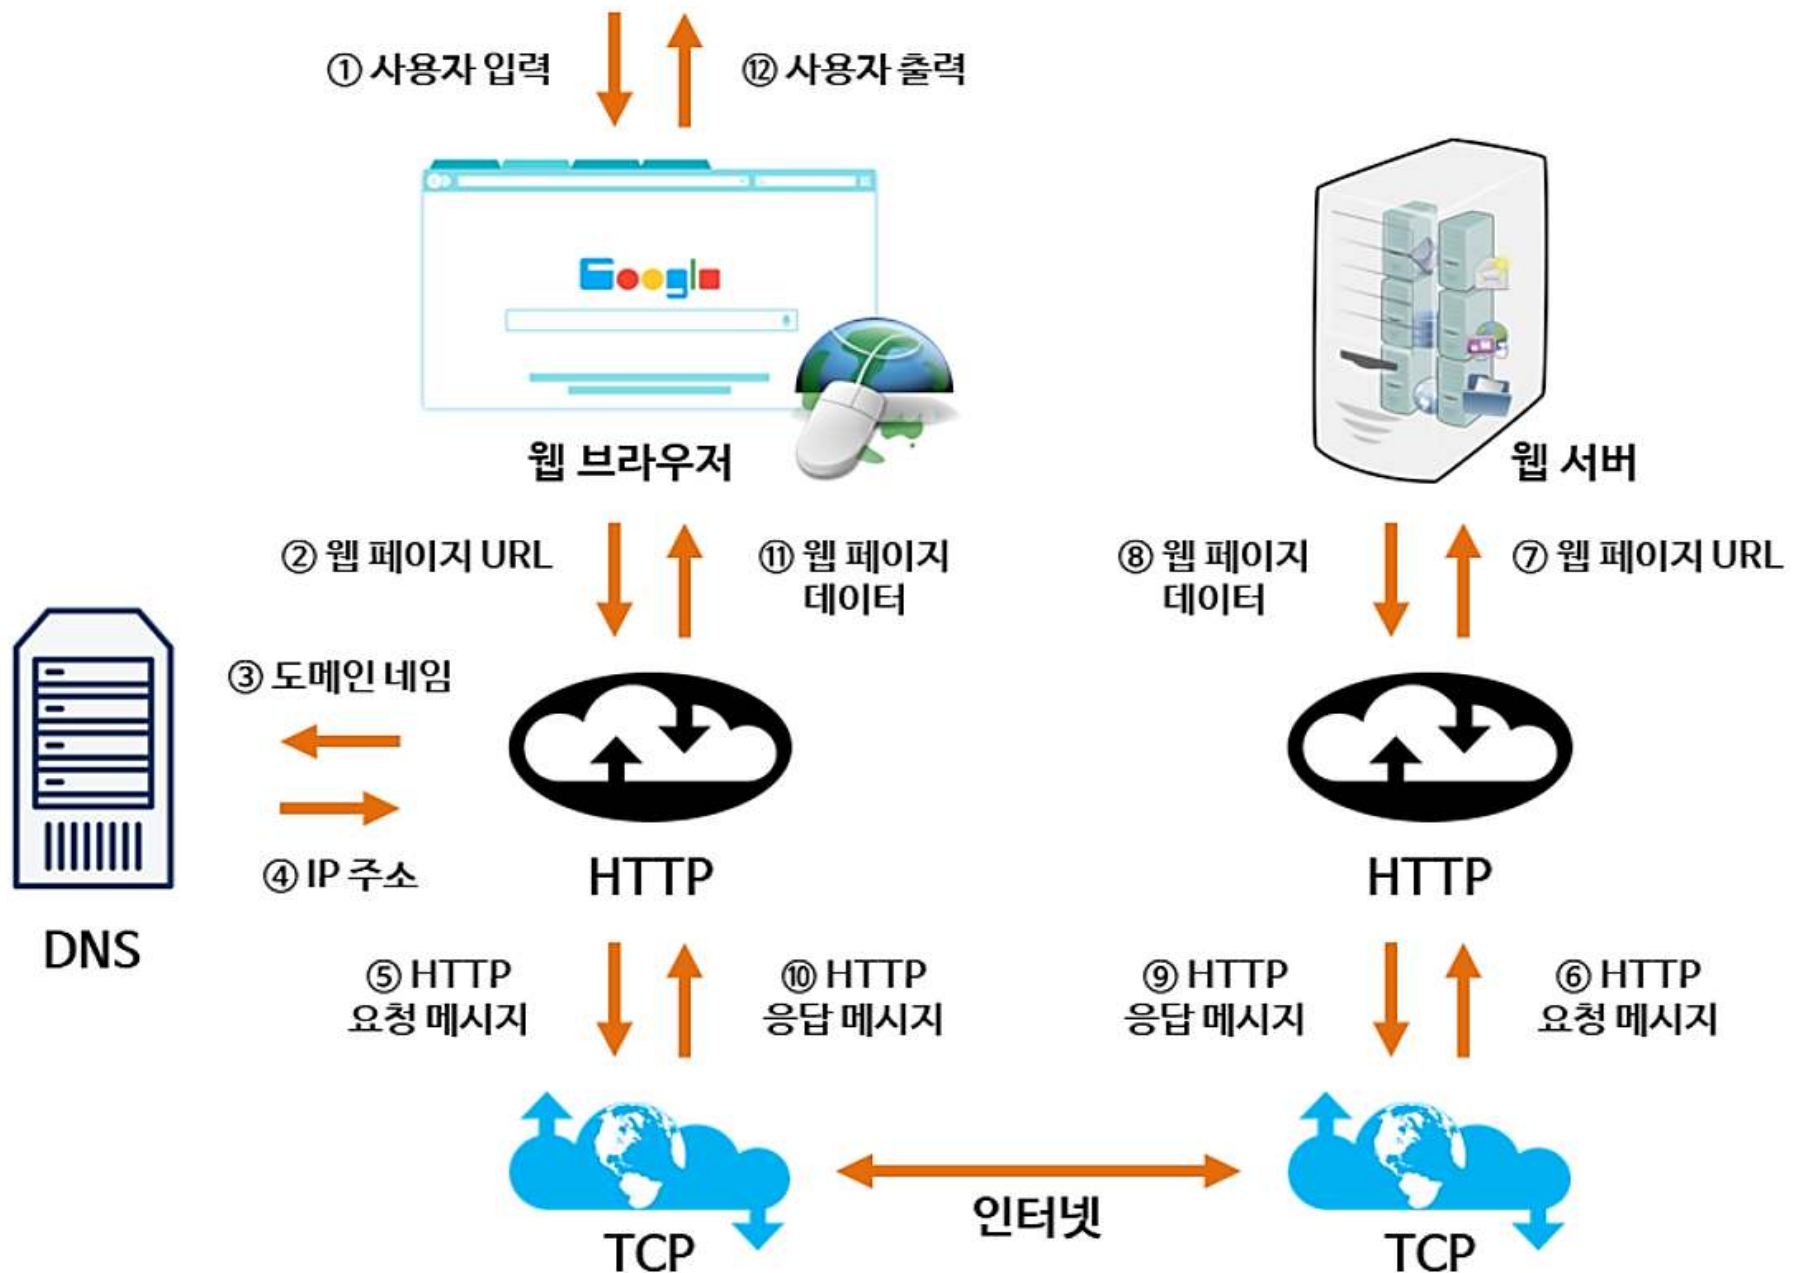 ① 사용자 입력
⑫ 사용자 출력
Google
웹 브라우저
웹 서버
② 웹 페이지 URL
⑪ 웹 페이지
데이터
⑧ 웹 페이지
데이터
⑦ 웹 페이지 URL
③ 도메인 네임
④ IP 주소
DNS
HTTP
HTTP
⑤ HTTP
요청 메시지
⑩ HTTP
응답 메시지
⑨ HTTP
응답 메시지
⑥ HTTP
요청 메시지
인터넷
TCP
TCP